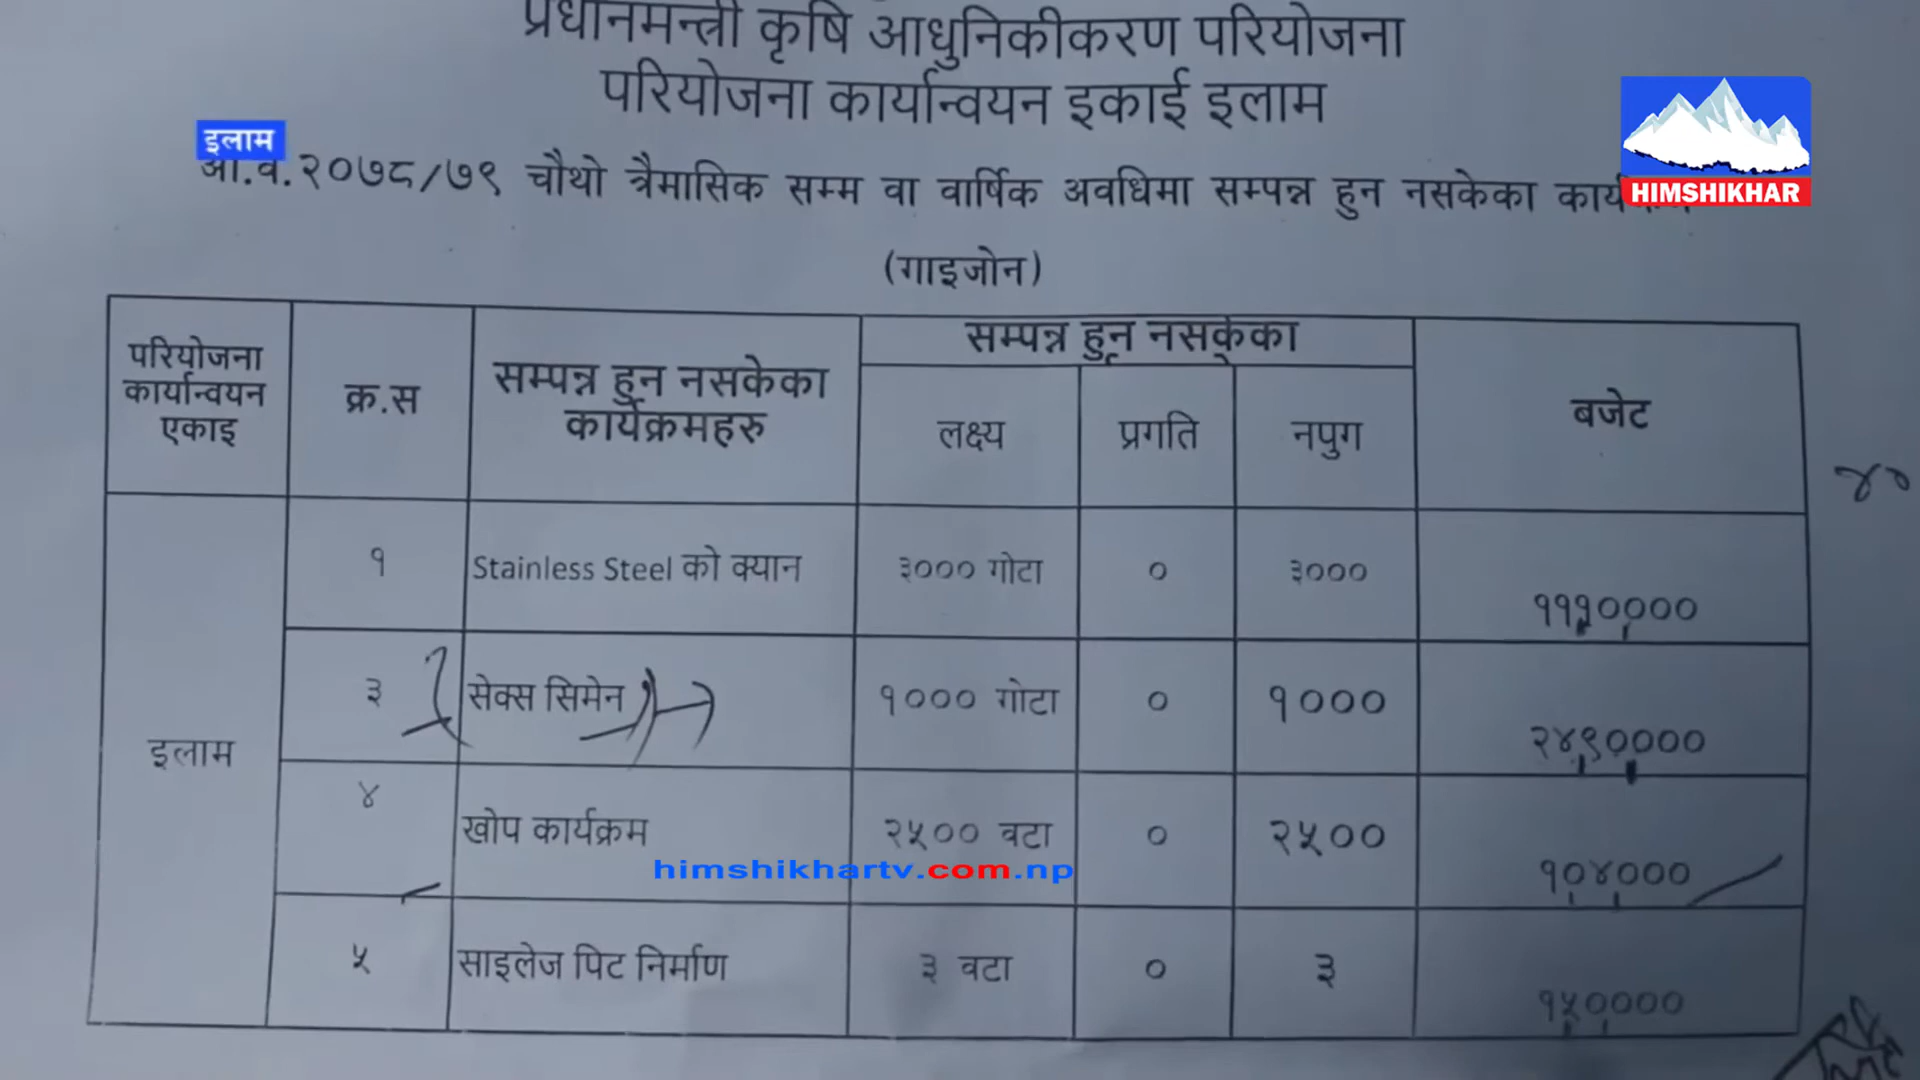 प्रधानमन्त्री कृषि आधुनिकीकरण परियोजना
परियोजना कार्यान्वयन इकाई इलाम
इलाम
HIMSHIKHAR
आ.व.२०७८/७९ चौथो त्रैमासिक सम्म वा वार्षिक अवधिमा सम्पन्न हुन नसकेका
(गाइजोन)
परियोजना कार्यान्वयन एकाइ क्र.स सम्पन्न हुन नसकेका कार्यक्रमहरु सम्पन्न हुन नसकेका बजेट
लक्ष्य प्रगति नपुग
४०
१ Stainless Steel को क्यान ३००० गोटा ० ३००० १११००००
३ सेक्स सिमेन १००० गोटा ० १००० २४९००००
इलाम
४ खोप कार्यक्रम २५०० वटा ० २५०० १०४०००
himshikhartv.com.np
५ साइलेज पिट निर्माण ३ वटा ० ३ १५००००